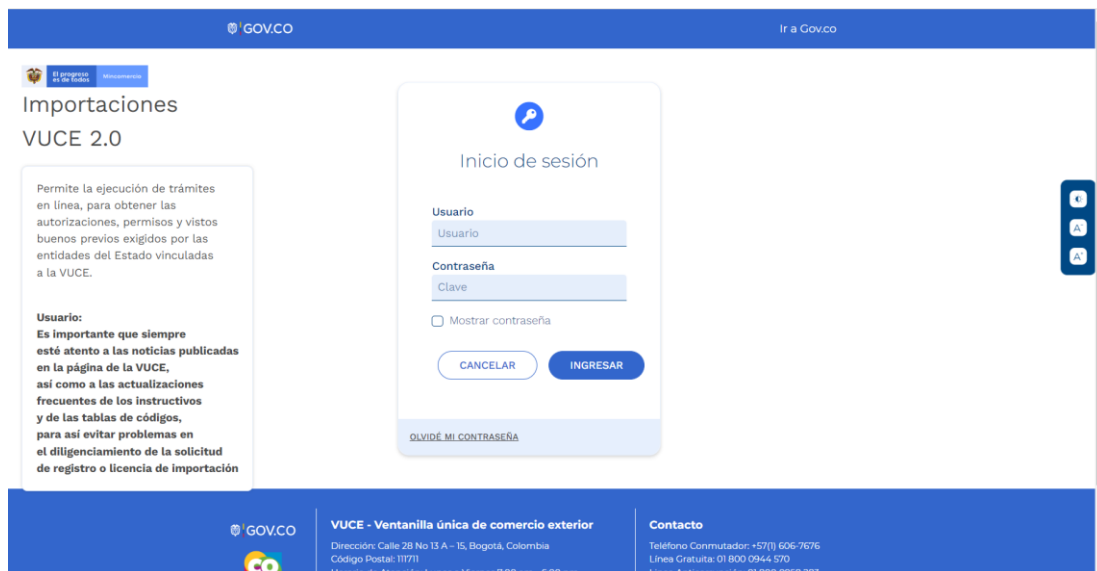 GOV.CO
Ir a Gov.co
El progreso
es de todos
Mincomercio
Importaciones
VUCE 2.0
Permite la ejecución de trámites
en línea, para obtener las
autorizaciones, permisos y vistos
buenos previos exigidos por las
entidades del Estado vinculadas
a la VUCE.
Usuario:
Es importante que siempre
esté atento a las noticias publicadas
en la página de la VUCE,
así como a las actualizaciones
frecuentes de los instructivos
y de las tablas de códigos,
para así evitar problemas en
el diligenciamiento de la solicitud
de registro o licencia de importación
Inicio de sesión
Usuario
Usuario
Contraseña
Clave
Mostrar contraseña
CANCELAR
INGRESAR
OLVIDÉ MI CONTRASEÑA
A
A
GOV.CO
CO
VUCE - Ventanilla única de comercio exterior
Dirección: Calle 28 No 13 A – 15, Bogotá, Colombia
Código Postal: 111711
Contacto
Teléfono Conmutador: +57(1) 606-7676
Línea Gratuita: 01 800 0944 570